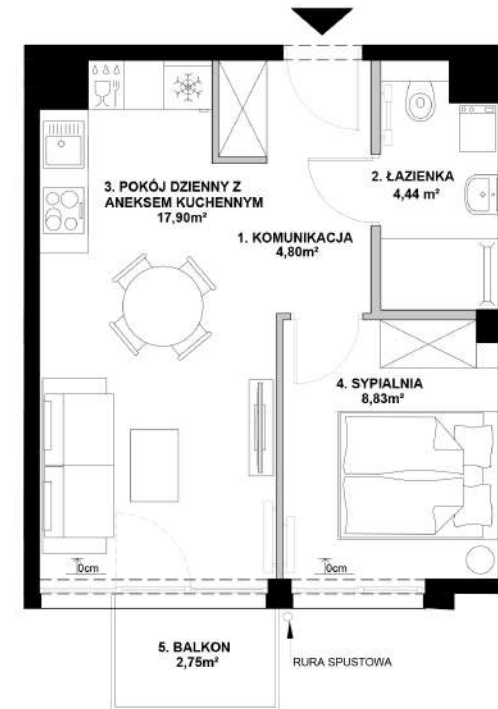 2. ŁAZIENKA
4,44 m²
3. POKÓJ DZIENNY Z
ANEKSEM KUCHENNYM
17,90m²
1. KOMUNIKACJA
4,80m²
4. SYPIALNIA
8,83m²
0cm
0cm
5. BALKON
2,75m²
RURA SPUSTOWA